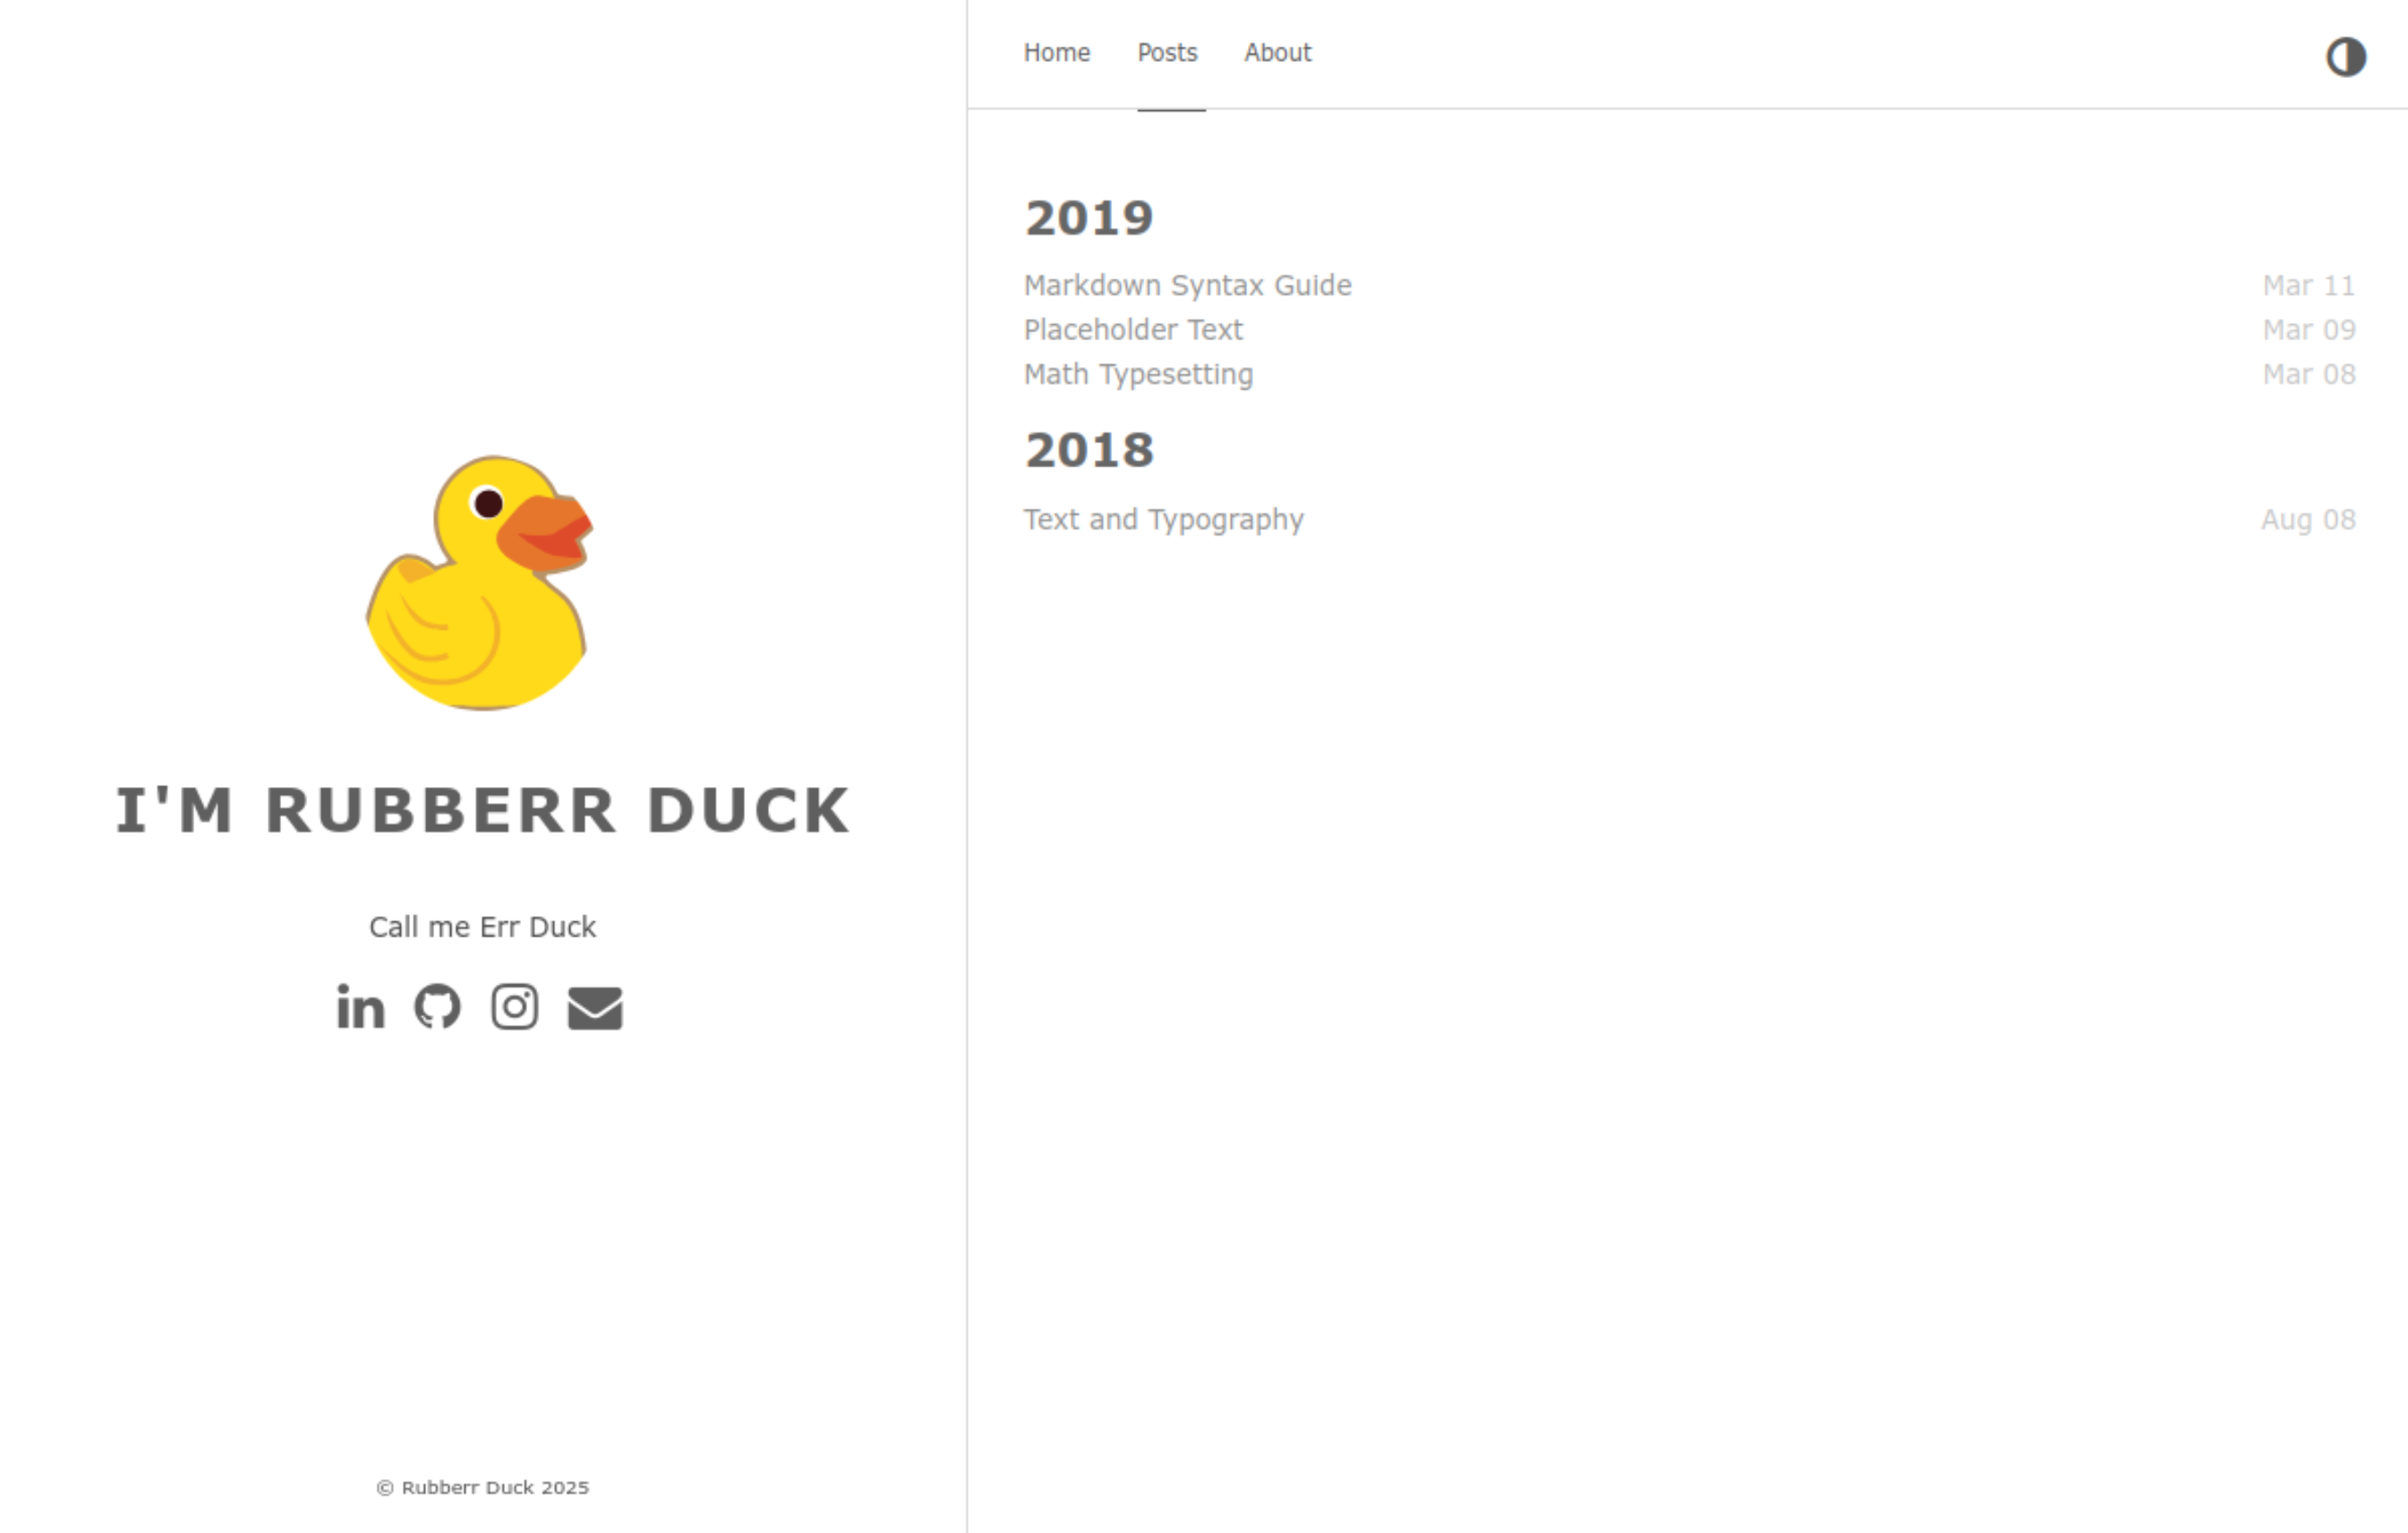 I'M RUBBERR DUCK
Call me Err Duck
© Rubberr Duck 2025
Home Posts About
2019
Markdown Syntax Guide Mar 11
Placeholder Text Mar 09
Math Typesetting Mar 08
2018
Text and Typography Aug 08